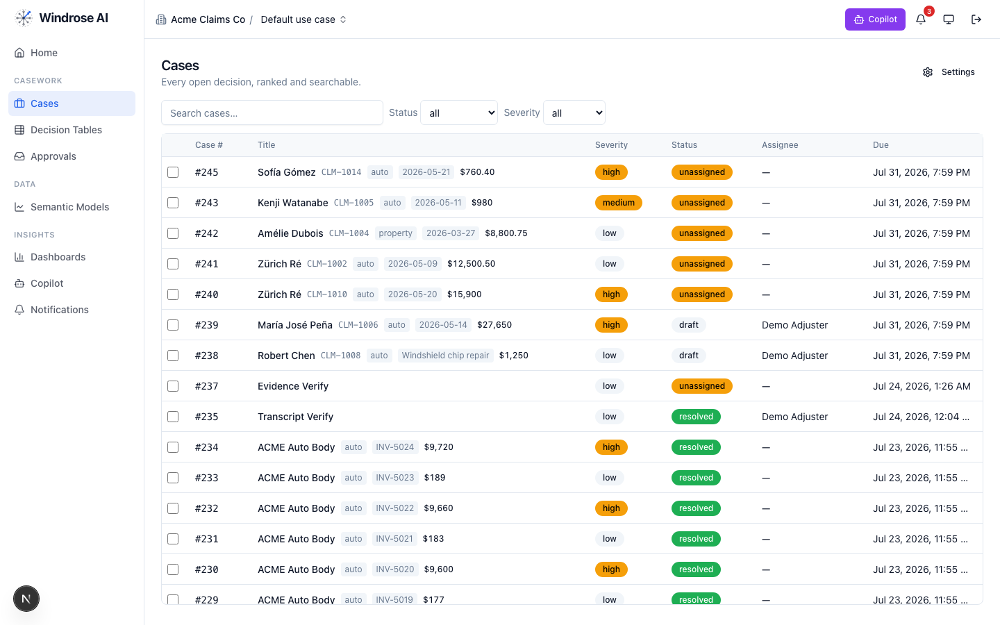 Windrose AI
Acme Claims Co / Default use case
Copilot
3
Home
CASEWORK
Cases
Decision Tables
Approvals
DATA
Semantic Models
INSIGHTS
Dashboards
Copilot
Notifications
N
Cases
Every open decision, ranked and searchable.
Settings
Search cases...
Status all Severity all
Case # Title Severity Status Assignee Due
#245 Sofía Gómez CLM-1014 auto 2026-05-21 $760.40 high unassigned — Jul 31, 2026, 7:59 PM
#243 Kenji Watanabe CLM-1005 auto 2026-05-11 $980 medium unassigned — Jul 31, 2026, 7:59 PM
#242 Amélie Dubois CLM-1004 property 2026-03-27 $8,800.75 low unassigned — Jul 31, 2026, 7:59 PM
#241 Zürich Ré CLM-1002 auto 2026-05-09 $12,500.50 low unassigned — Jul 31, 2026, 7:59 PM
#240 Zürich Ré CLM-1010 auto 2026-05-20 $15,900 high unassigned — Jul 31, 2026, 7:59 PM
#239 María José Peña CLM-1006 auto 2026-05-14 $27,650 high draft Demo Adjuster Jul 31, 2026, 7:59 PM
#238 Robert Chen CLM-1008 auto Windshield chip repair $1,250 low draft Demo Adjuster Jul 31, 2026, 7:59 PM
#237 Evidence Verify low unassigned — Jul 24, 2026, 1:26 AM
#235 Transcript Verify low resolved Demo Adjuster Jul 24, 2026, 12:04 ...
#234 ACME Auto Body auto INV-5024 $9,720 high resolved — Jul 23, 2026, 11:55 ...
#233 ACME Auto Body auto INV-5023 $189 low resolved — Jul 23, 2026, 11:55 ...
#232 ACME Auto Body auto INV-5022 $9,660 high resolved — Jul 23, 2026, 11:55 ...
#231 ACME Auto Body auto INV-5021 $183 low resolved — Jul 23, 2026, 11:55 ...
#230 ACME Auto Body auto INV-5020 $9,600 high resolved — Jul 23, 2026, 11:55 ...
#229 ACME Auto Body auto INV-5019 $177 low resolved — Jul 23, 2026, 11:55 ...